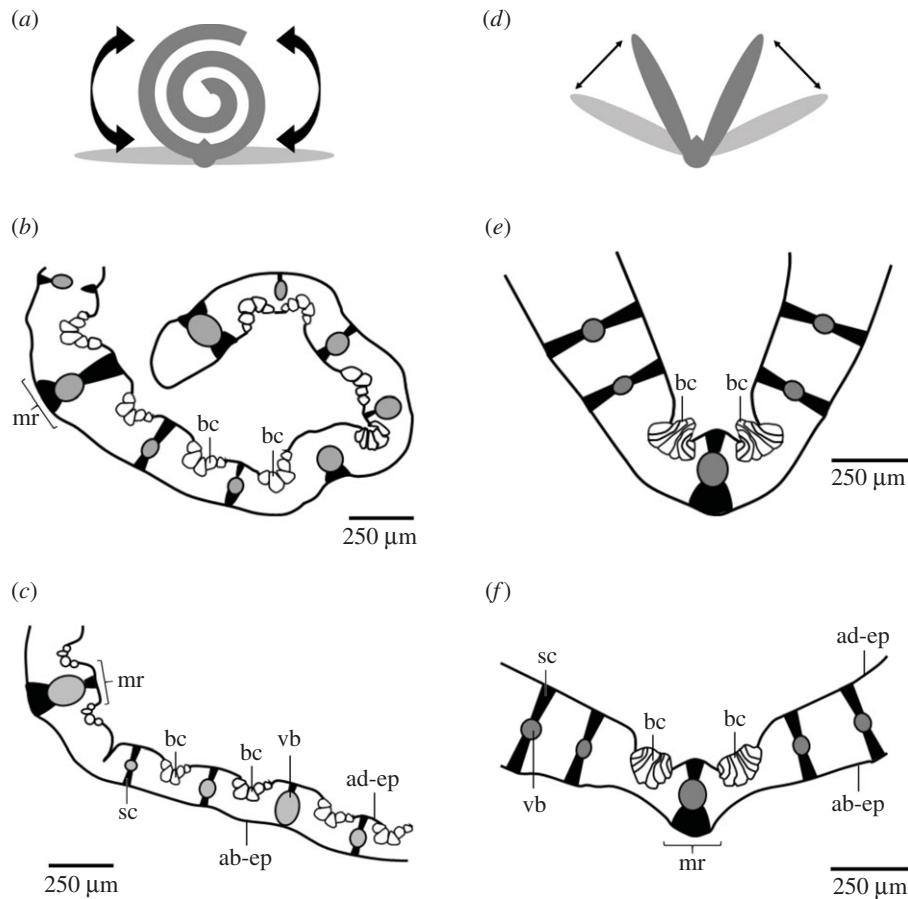 (a)
(d)
(b)
mr
bc
bc
250 μm
(e)
bc
bc
250 μm
(c)
mr
bc
bc
vb
ad-ep
sc
ab-ep
250 μm
(f)
ad-ep
sc
bc
bc
vb
ab-ep
mr
250 μm